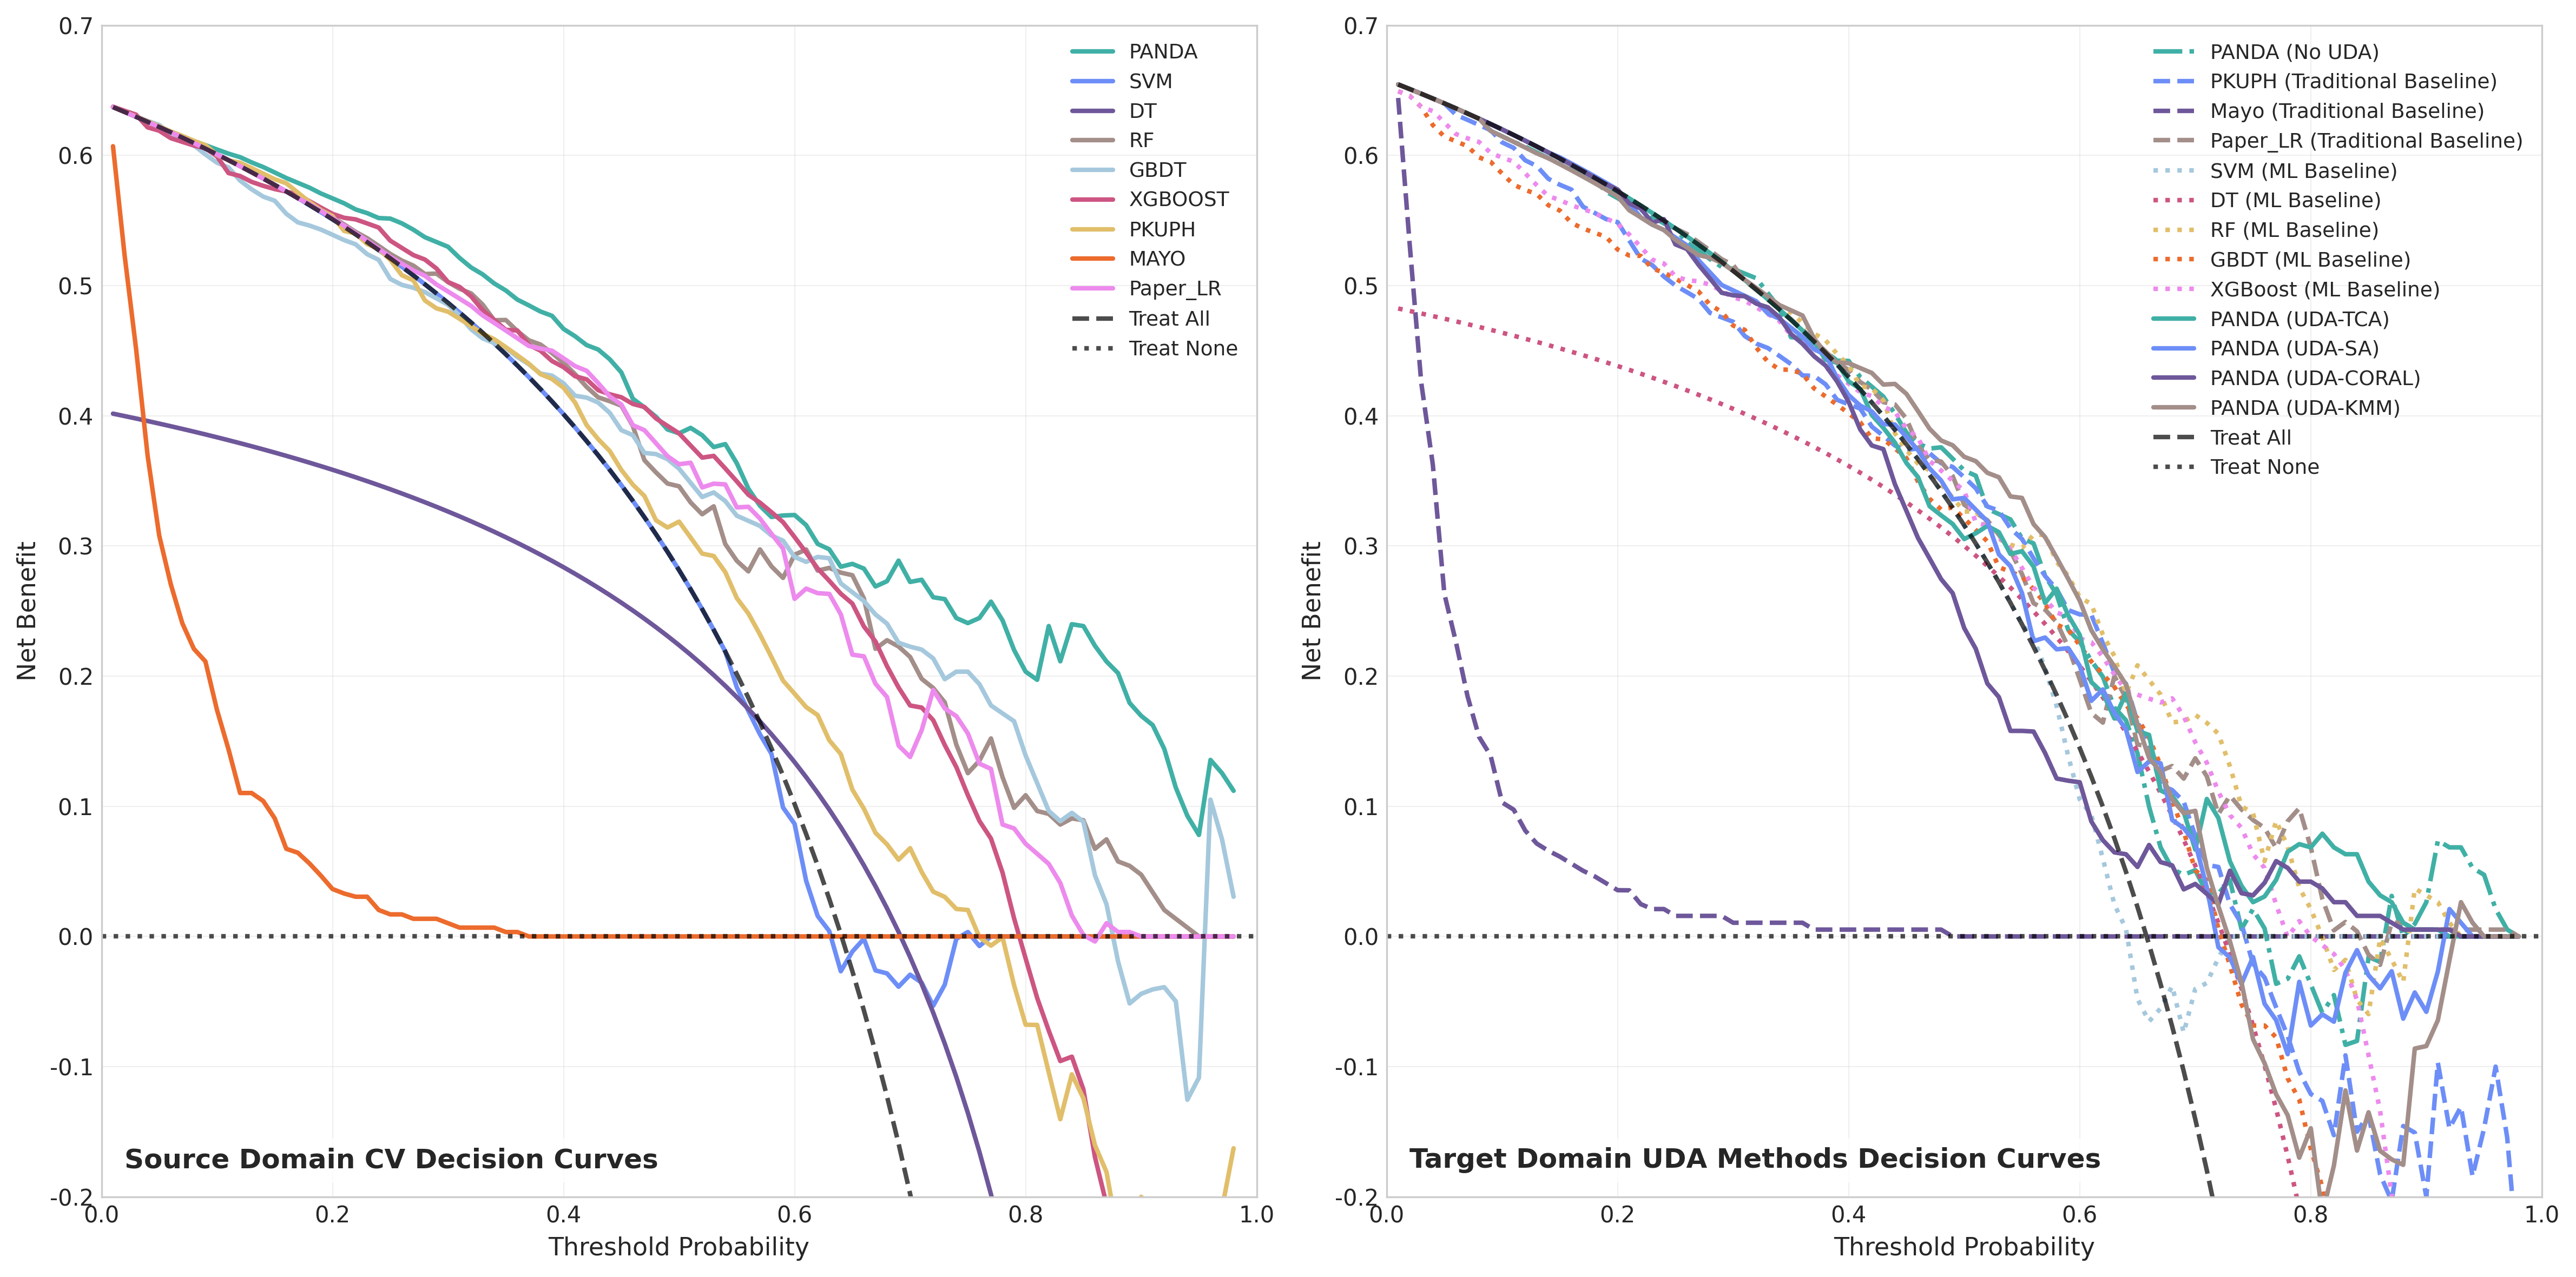 0.7
0.6
0.5
0.4
0.3
0.2
0.1
0.0
-0.1
-0.2
Net Benefit
PANDA
SVM
DT
RF
GBDT
XGBOOST
PKUPH
MAYO
Paper_LR
Treat All
Treat None
Source Domain CV Decision Curves
0.0 0.2 0.4 0.6 0.8 1.0
Threshold Probability
0.7
0.6
0.5
0.4
0.3
0.2
0.1
0.0
-0.1
-0.2
Net Benefit
PANDA (No UDA)
PKUPH (Traditional Baseline)
Mayo (Traditional Baseline)
Paper_LR (Traditional Baseline)
SVM (ML Baseline)
DT (ML Baseline)
RF (ML Baseline)
GBDT (ML Baseline)
XGBoost (ML Baseline)
PANDA (UDA-TCA)
PANDA (UDA-SA)
PANDA (UDA-CORAL)
PANDA (UDA-KMM)
Treat All
Treat None
Target Domain UDA Methods Decision Curves
0.0 0.2 0.4 0.6 0.8 1.0
Threshold Probability